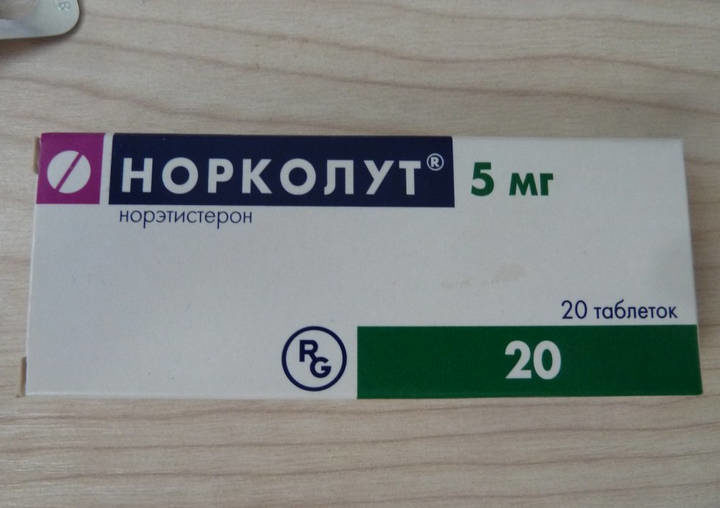 НОРКОЛУТ® 5 мг
норэтистерон
20 таблеток
RG
20